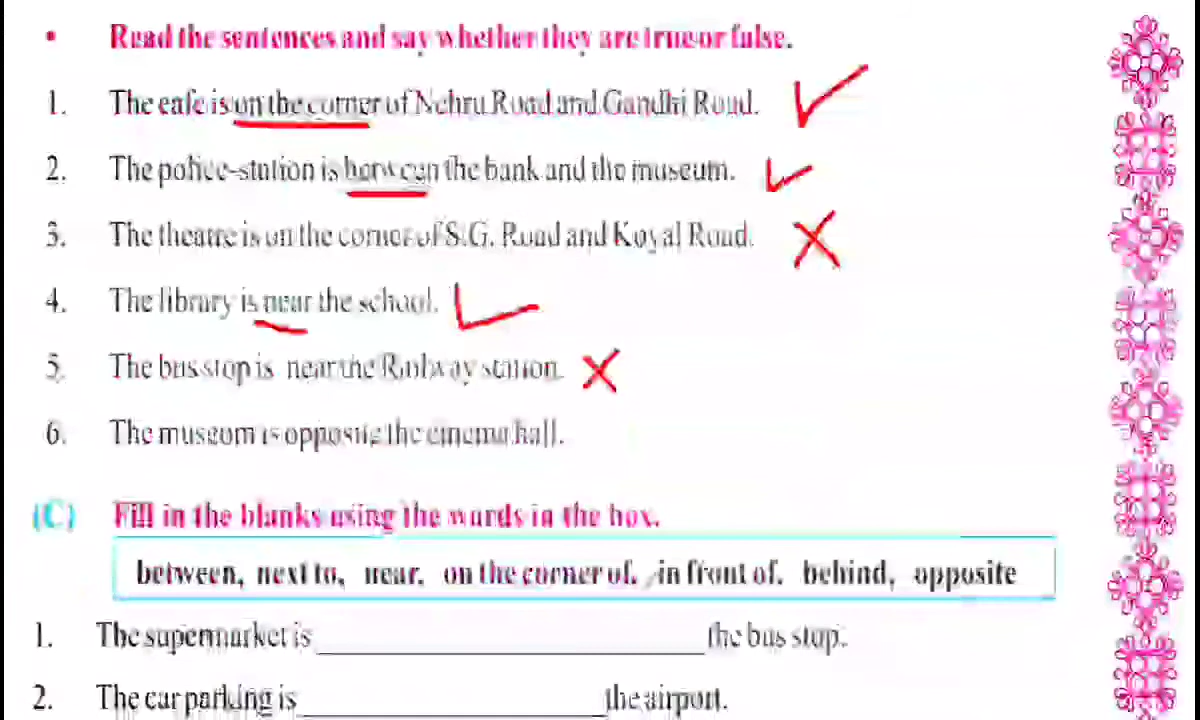 • Read the sentences and say whether they are true or false.
1. The cafe is on the corner of Nehru Road and Gandhi Road.
2. The police-station is between the bank and the museum.
3. The theatre is on the corner of S.G. Road and Koyal Road.
4. The library is near the school.
5. The bus stop is near the Railway station.
6. The museum is opposite the cinema hall.
(C) Fill in the blanks using the words in the box.
between, next to, near, on the corner of, in front of, behind, opposite
1. The supermarket is ____________ the bus stop.
2. The car parking is ____________ the airport.